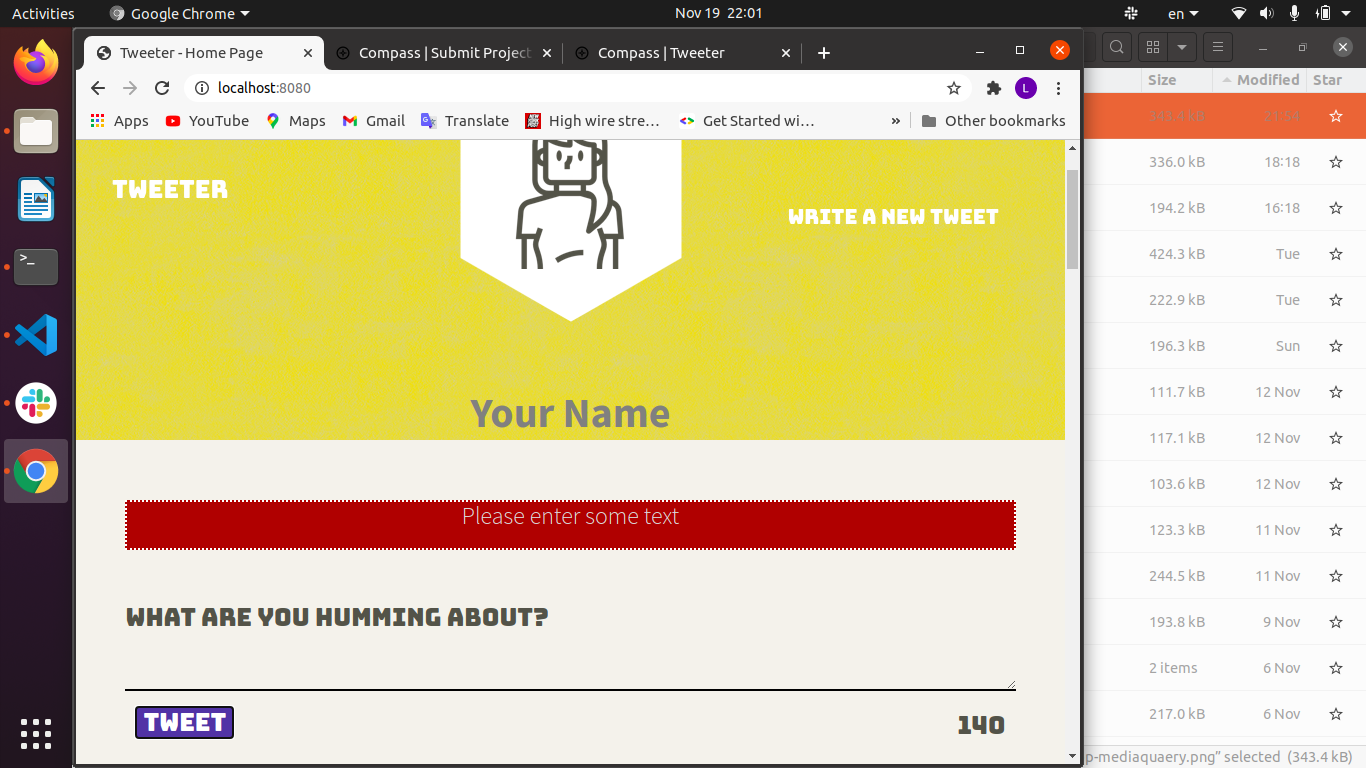 Activities
Google Chrome
Nov 19 22:01
en
Tweeter - Home Page
Compass | Submit Project
Compass | Tweeter
localhost:8080
L
Apps
YouTube
Maps
Gmail
Translate
High wire stre...
Get Started wi...
»
Other bookmarks
TWEETER
WRITE A NEW TWEET
Your Name
Please enter some text
WHAT ARE YOU HUMMING ABOUT?
TWEET
140
Size Modified Star
336.0 kB 18:18
194.2 kB 16:18
424.3 kB Tue
222.9 kB Tue
196.3 kB Sun
111.7 kB 12 Nov
117.1 kB 12 Nov
103.6 kB 12 Nov
123.3 kB 11 Nov
244.5 kB 11 Nov
193.8 kB 9 Nov
2 items 6 Nov
217.0 kB 6 Nov
p-mediaquaery.png” selected (343.4 kB)